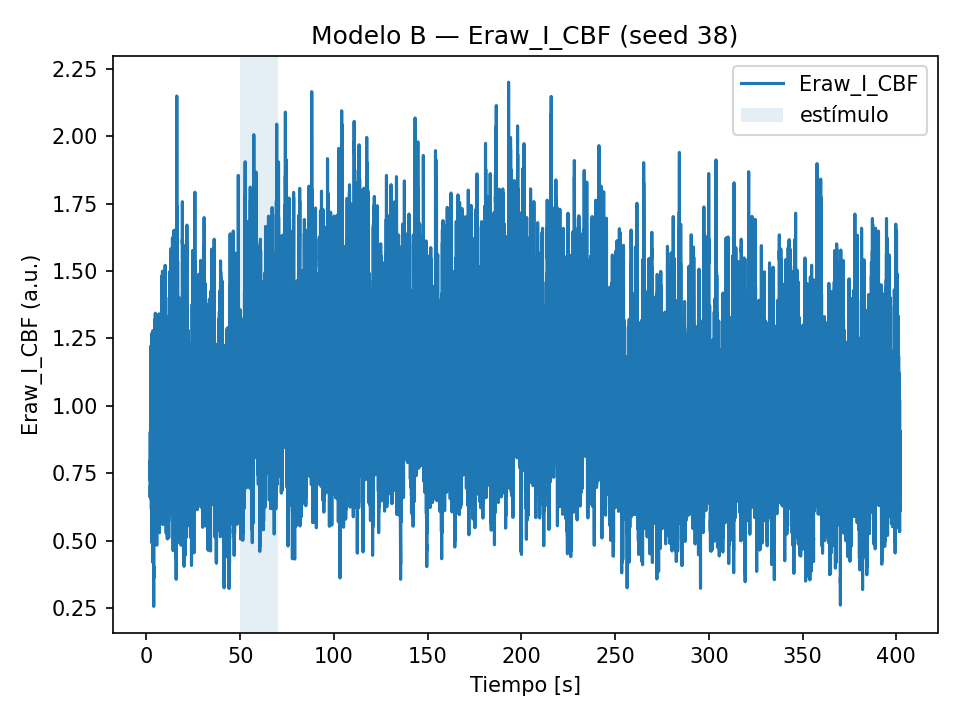 Modelo B — Eraw_I_CBF (seed 38)
Eraw_I_CBF
estímulo
Eraw_I_CBF (a.u.)
2.25
2.00
1.75
1.50
1.25
1.00
0.75
0.50
0.25
0 50 100 150 200 250 300 350 400
Tiempo [s]